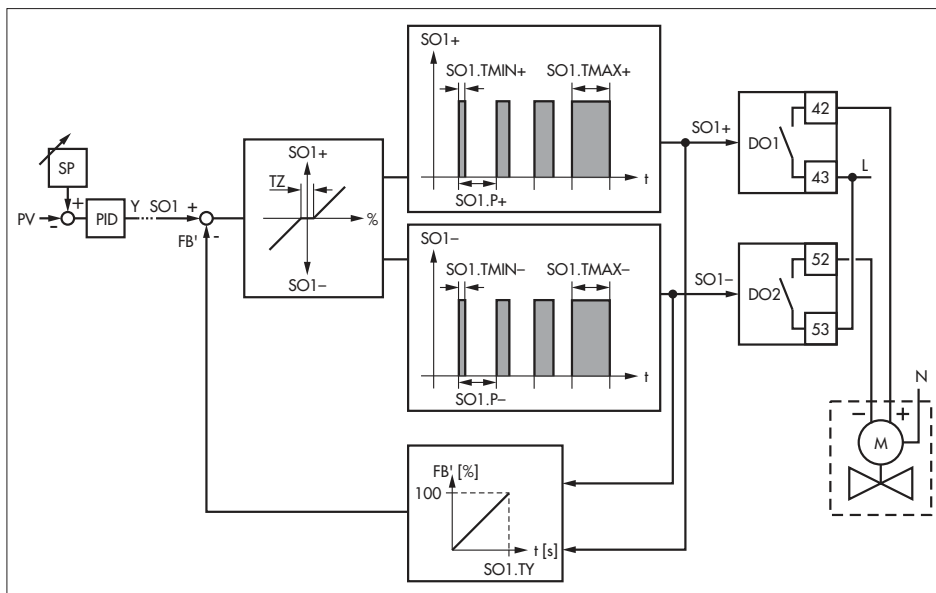 SP
PV
+
-
PID
Y
SO1
+
FB'
-
SO1+
TZ
%
SO1−
SO1+
SO1.TMIN+
SO1.TMAX+
t
SO1.P+
SO1−
SO1.TMIN−
SO1.TMAX−
t
SO1.P−
FB' [%]
100
t [s]
SO1.TY
SO1+
DO1
42
43
L
SO1−
DO2
52
53
N
−
+
M